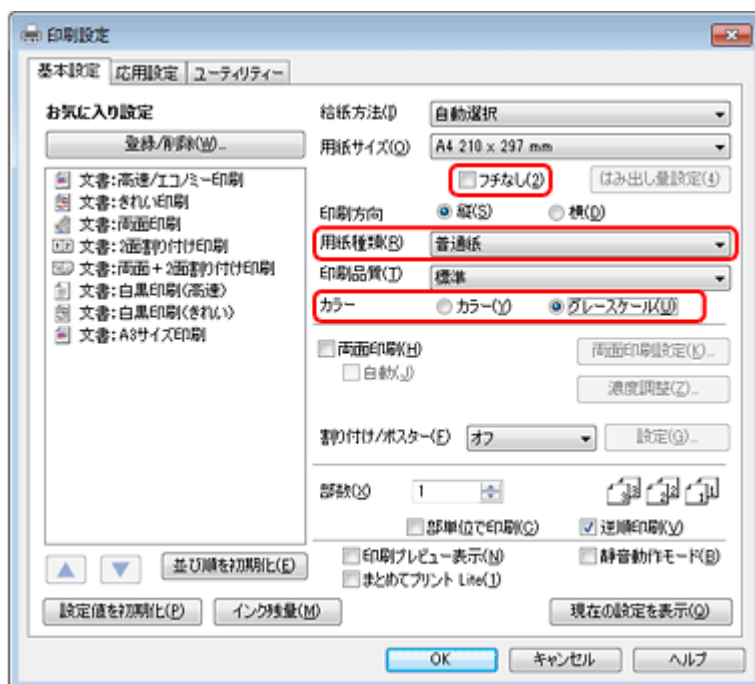 印刷設定
基本設定 応用設定 ユーティリティー
お気に入り設定
登録/削除(W)...
文書:高速/エコノミー印刷
文書:きれい印刷
文書:両面印刷
文書:2面割り付け印刷
文書:両面+2面割り付け印刷
文書:白黒印刷(高速)
文書:白黒印刷(きれい)
文書:A3サイズ印刷
並び順を初期化(E)
給紙方法(I) 自動選択
用紙サイズ(O) A4 210 x 297 mm
フチなし(2) はみ出し量設定(4)
印刷方向 縦(S) 横(D)
用紙種類(R) 普通紙
印刷品質(T) 標準
カラー カラー(Y) グレースケール(U)
両面印刷(H) 両面印刷設定(K)...
自動(J)
濃度調整(Z)...
割り付け/ポスター(F) オフ 設定(G)...
部数(X) 1 3 3 2 2 1 1
部単位で印刷(C) 逆順印刷(V)
印刷プレビュー表示(N) 静音動作モード(B)
まとめてプリント Lite(1)
設定値を初期化(P) インク残量(M) 現在の設定を表示(Q)
OK キャンセル ヘルプ